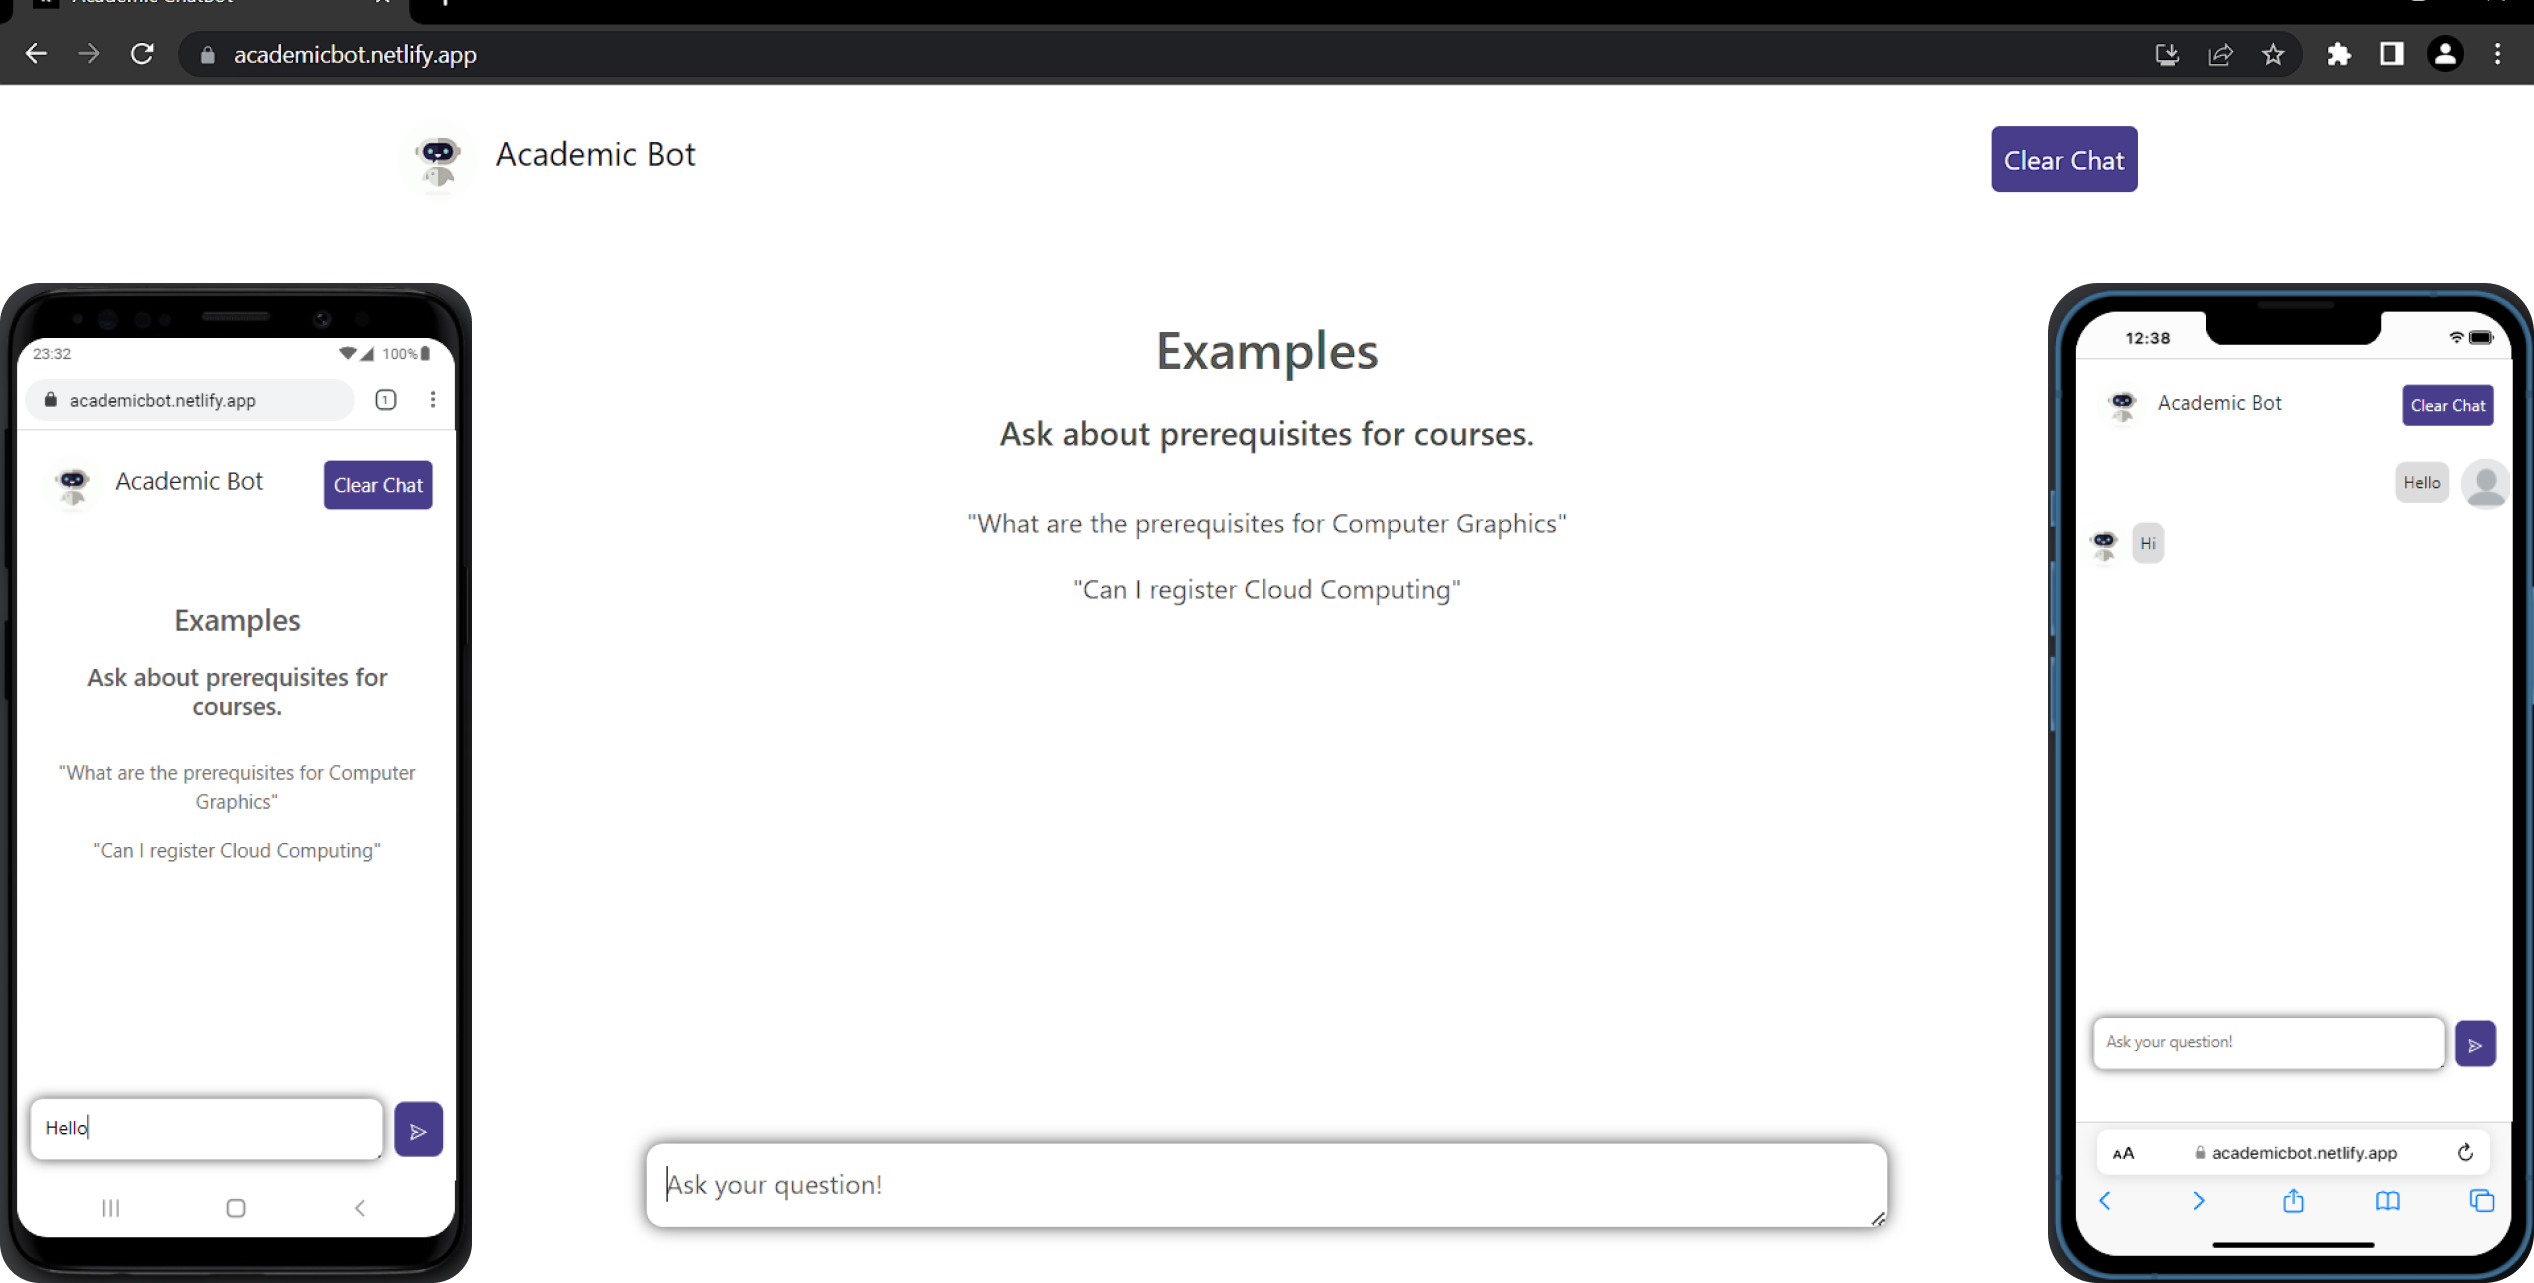 Academic Chatbot
academicbot.netlify.app
Academic Bot
Clear Chat
Examples
Ask about prerequisites for courses.
"What are the prerequisites for Computer Graphics"
"Can I register Cloud Computing"
Ask your question!
23:32
100%
academicbot.netlify.app
1
Academic Bot
Clear Chat
Examples
Ask about prerequisites for
courses.
"What are the prerequisites for Computer
Graphics"
"Can I register Cloud Computing"
Hello
12:38
Academic Bot
Clear Chat
Hello
Hi
Ask your question!
AA
academicbot.netlify.app